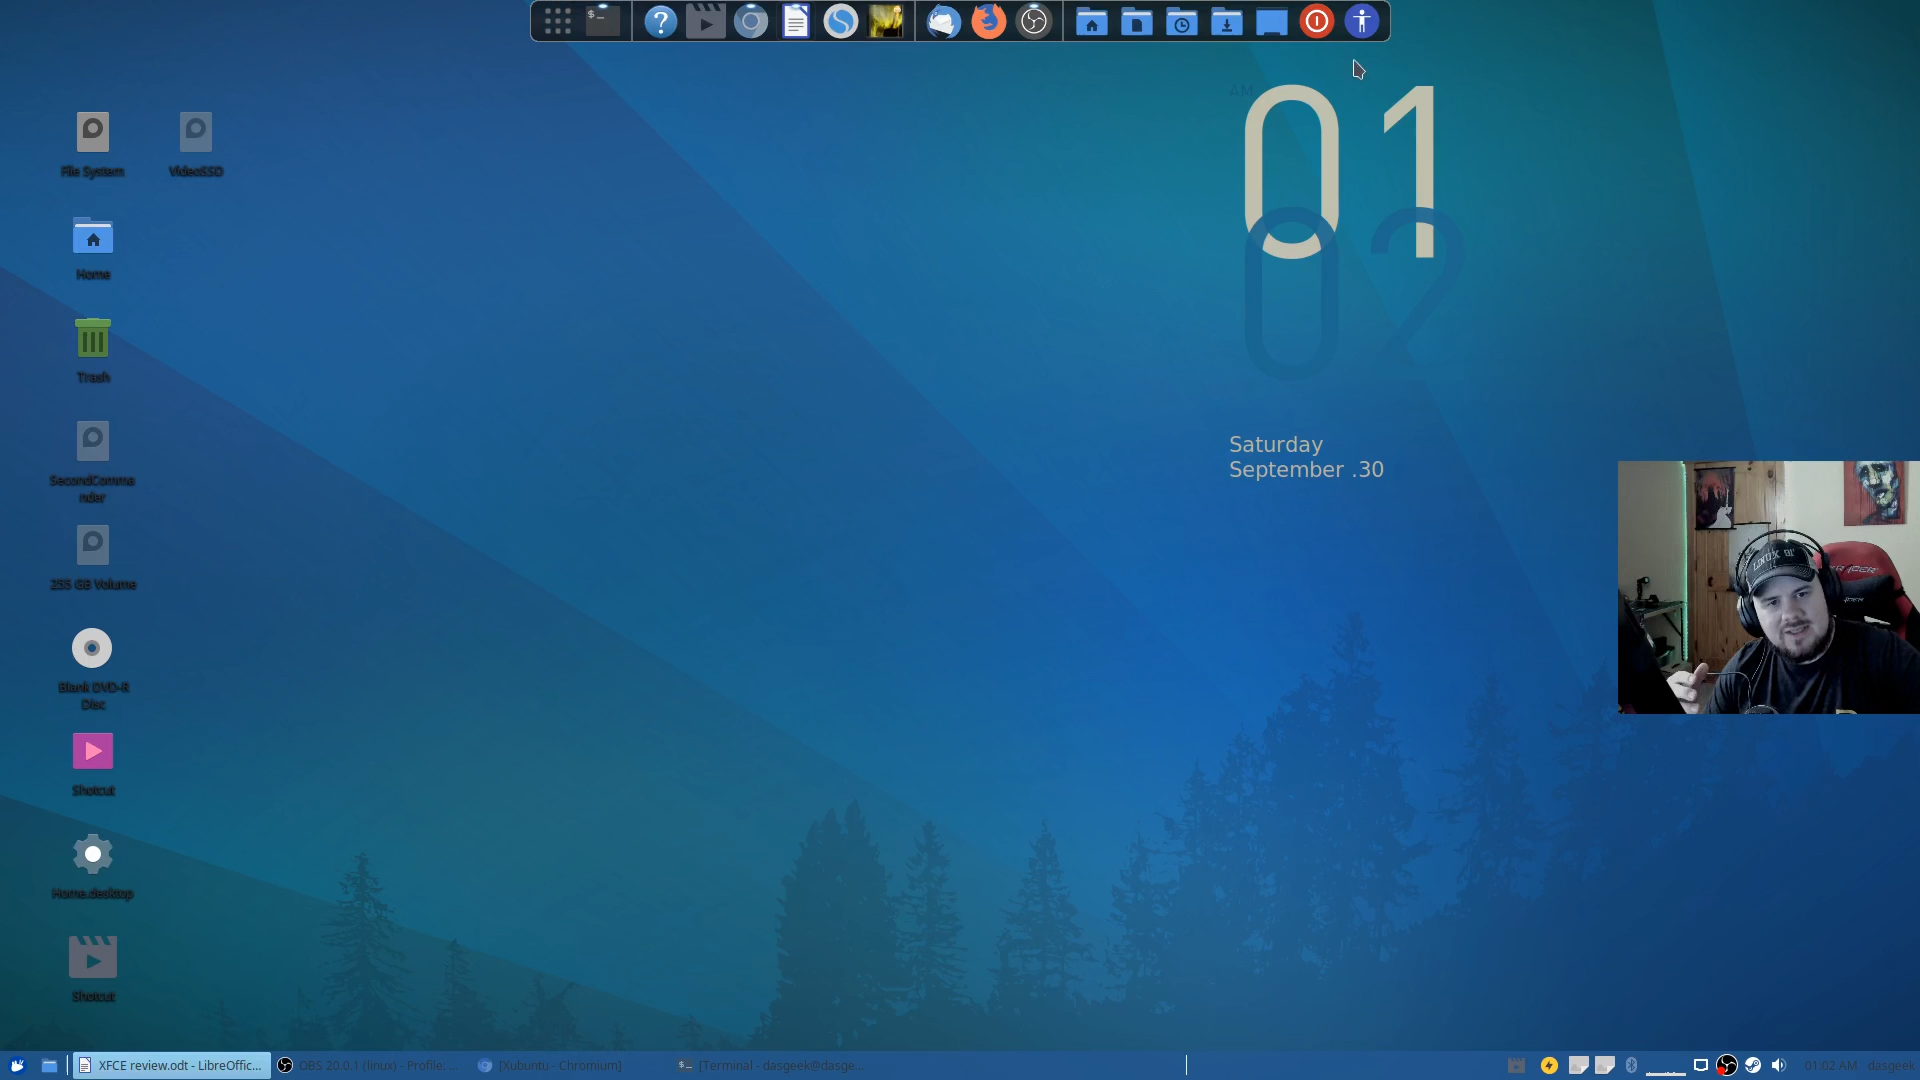 $_
?
AM
01
02
Saturday
September .30
File System
VideoSSD
Home
Trash
SecondComma
nder
255 GB Volume
Blank DVD-R
Disc
Shotcut
Home.desktop
Shotcut
XFCE review.odt - LibreOffic...
OBS 20.0.1 (linux) - Profile: ...
[Xubuntu - Chromium]
[Terminal - dasgeek@dasge...
01:02 AM
dasgeek